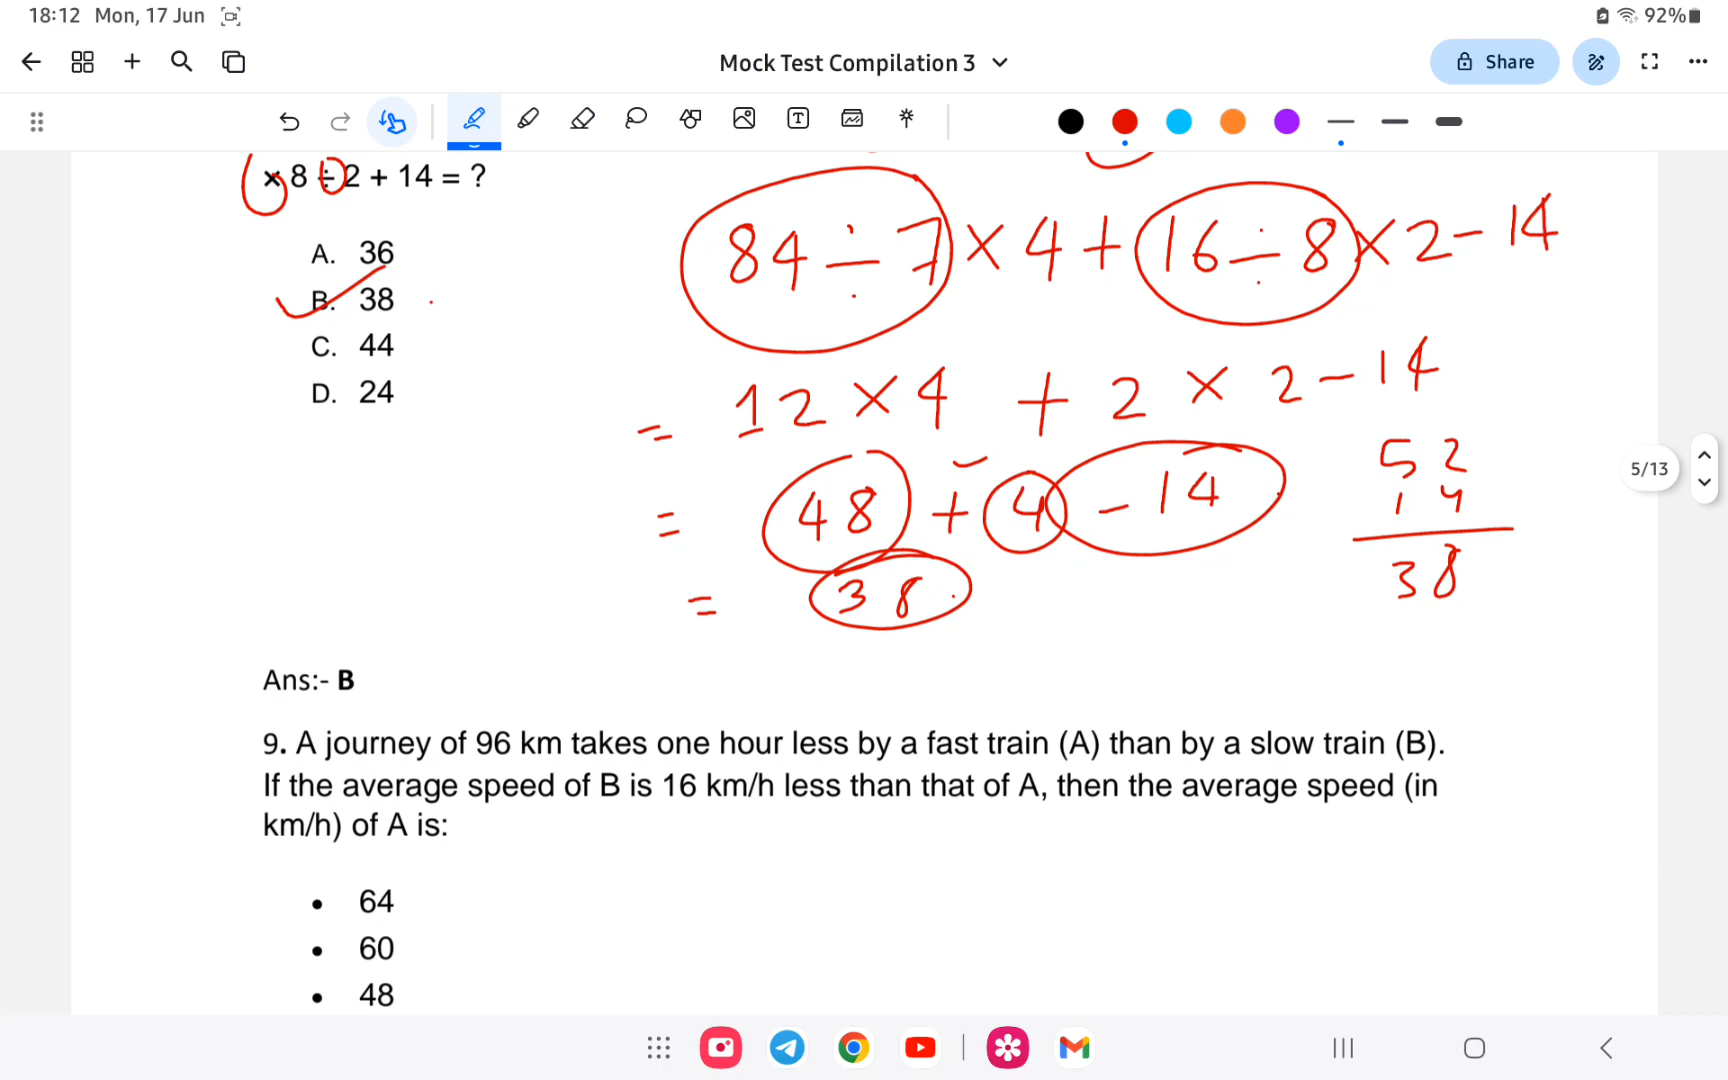 18:12 Mon, 17 Jun
92%
Mock Test Compilation 3
Share
× 8 ÷ 2 + 14 = ?
84 ÷ 7 × 4 + 16 ÷ 8 × 2 - 14
A. 36
B. 38
C. 44
D. 24
= 12 × 4 + 2 × 2 - 14
= 48 + 4 - 14
= 38
52
14
38
5/13
Ans:- B
9. A journey of 96 km takes one hour less by a fast train (A) than by a slow train (B).
If the average speed of B is 16 km/h less than that of A, then the average speed (in
km/h) of A is:
• 64
• 60
• 48